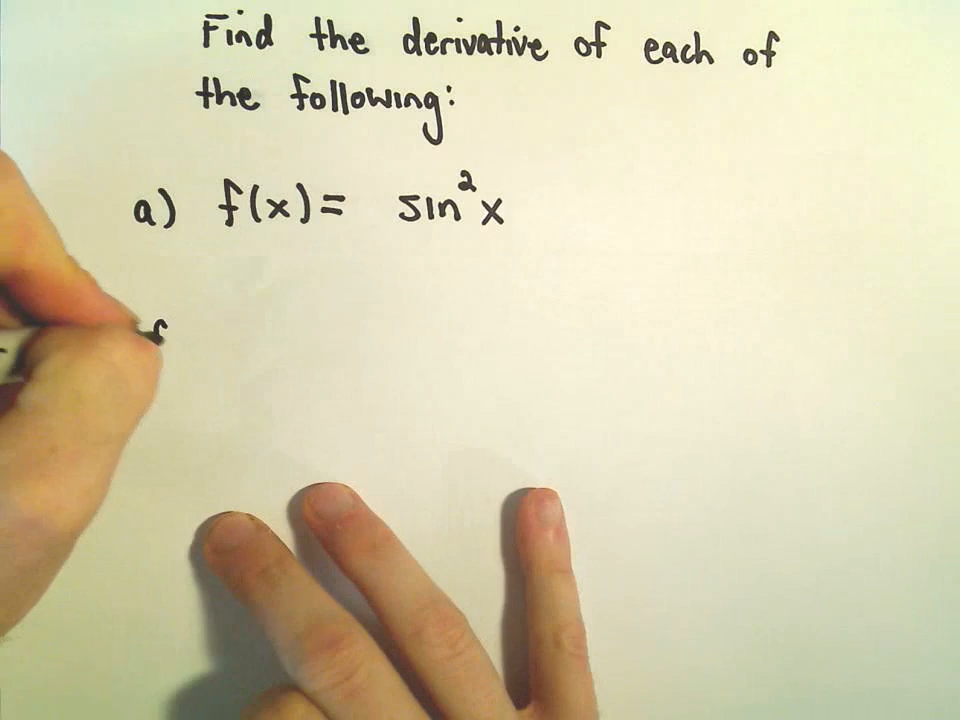 Find the derivative of each of
the following:
a) f(x) = sin²x
f